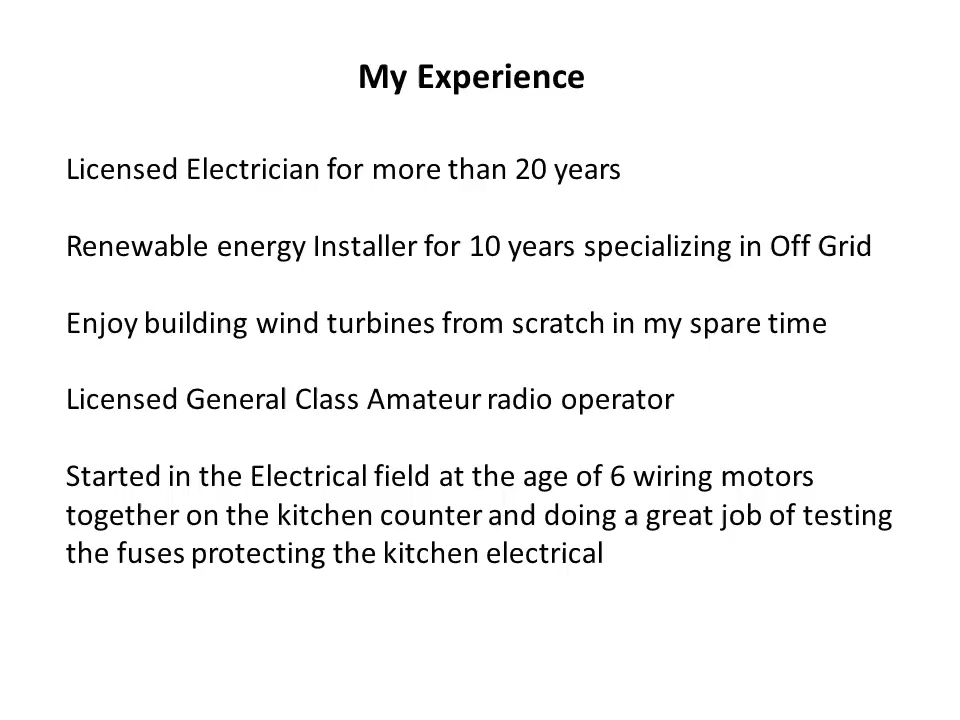 My Experience
Licensed Electrician for more than 20 years
Renewable energy Installer for 10 years specializing in Off Grid
Enjoy building wind turbines from scratch in my spare time
Licensed General Class Amateur radio operator
Started in the Electrical field at the age of 6 wiring motors
together on the kitchen counter and doing a great job of testing
the fuses protecting the kitchen electrical